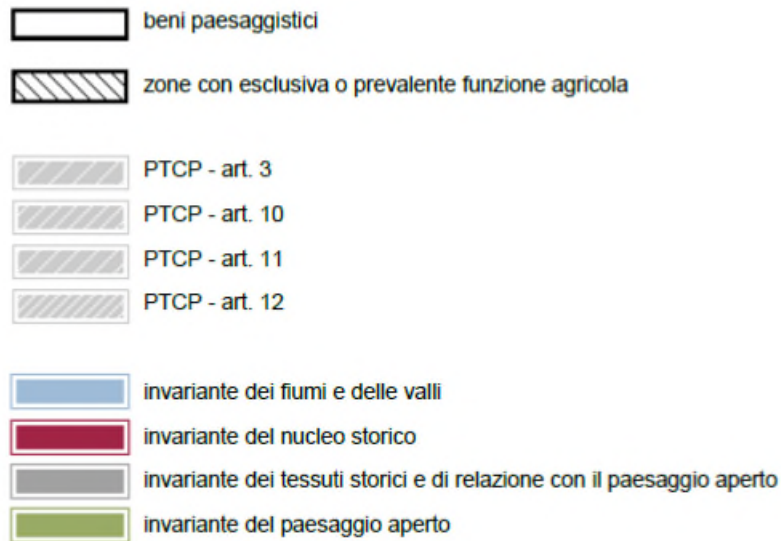 beni paesaggistici
zone con esclusiva o prevalente funzione agricola
PTCP - art. 3
PTCP - art. 10
PTCP - art. 11
PTCP - art. 12
invariante dei fiumi e delle valli
invariante del nucleo storico
invariante dei tessuti storici e di relazione con il paesaggio aperto
invariante del paesaggio aperto